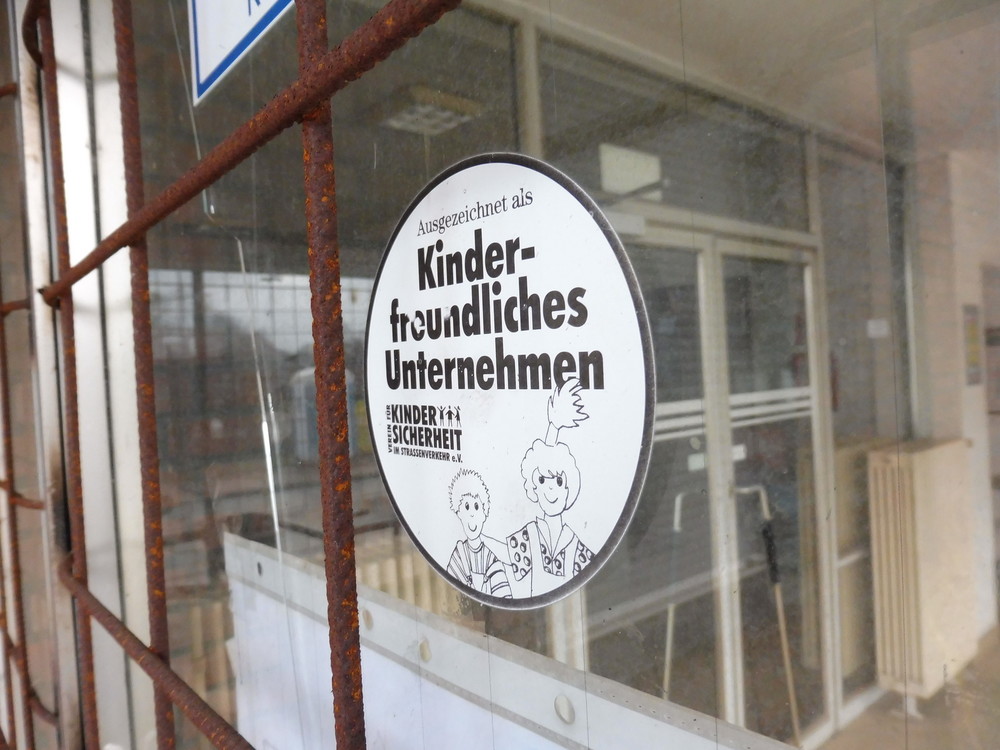 Ausgezeichnet als
Kinder-
freundliches
Unternehmen
VEREIN FÜR
KINDER
SICHERHEIT
IM STRASSENVERKEHR e.V.